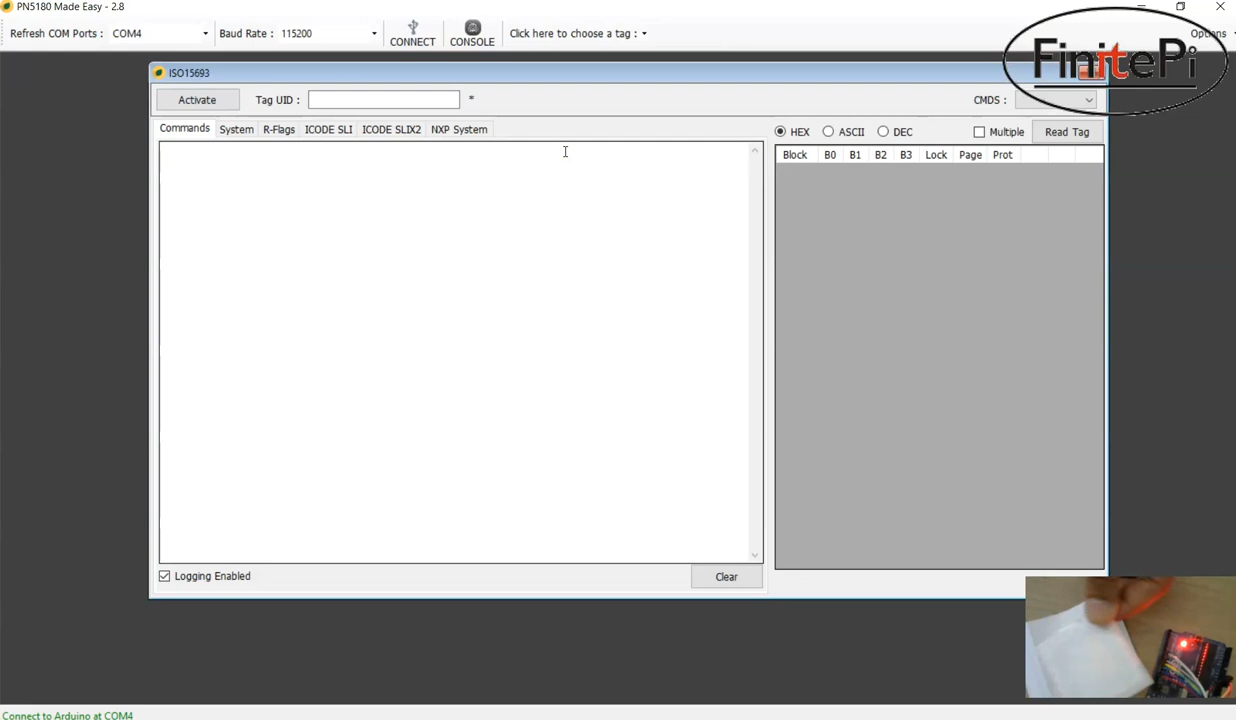 PN5180 Made Easy - 2.8
Refresh COM Ports : COM4 Baud Rate : 115200 CONNECT CONSOLE Click here to choose a tag : Options
FinitePi
ISO15693
Activate Tag UID : * CMDS :
Commands System R-Flags ICODE SLI ICODE SLIX2 NXP System
HEX ASCII DEC Multiple Read Tag
Block B0 B1 B2 B3 Lock Page Prot
Logging Enabled Clear
Connect to Arduino at COM4